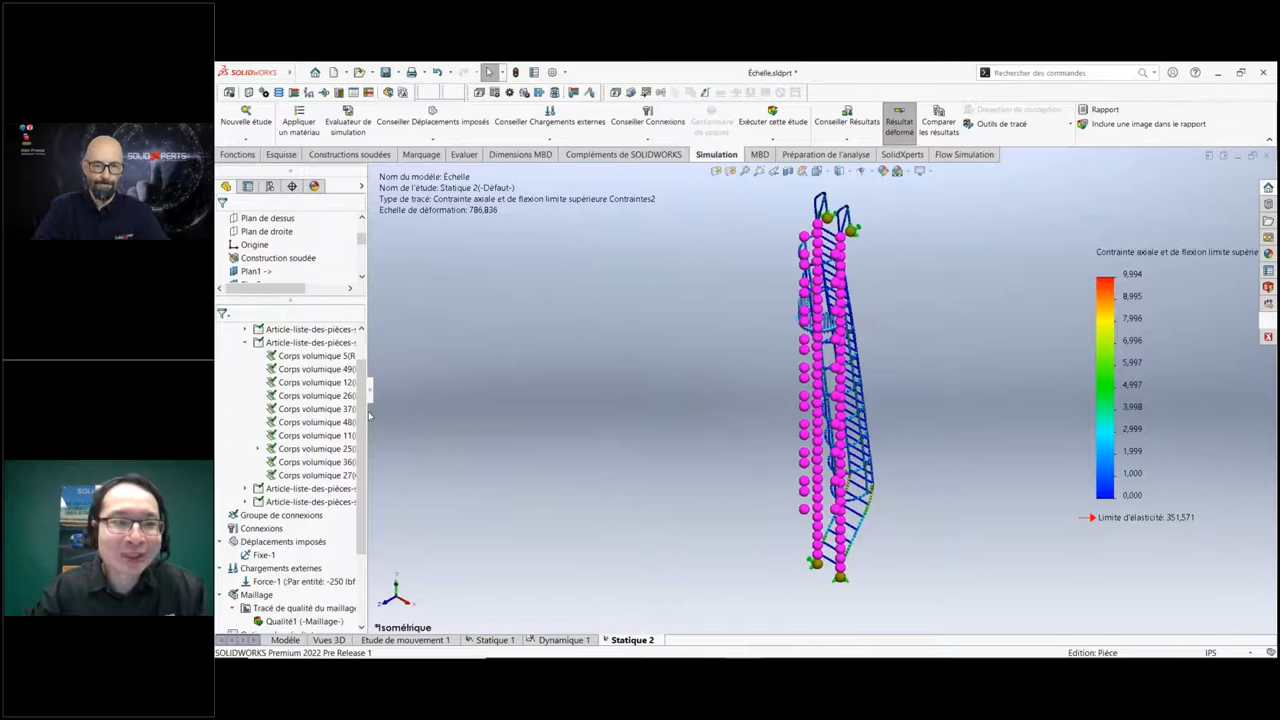 SOLIDXPERTS
SOLIDWORKS
Échelle.sldprt *
Rechercher des commandes
Nouvelle étude
Appliquer un matériau
Evaluateur de simulation
Conseiller Déplacements imposés
Conseiller Chargements externes
Conseiller Connexions
Gestionnaire de coques
Exécuter cette étude
Conseiller Résultats
Résultat déformé
Comparer les résultats
Outils de tracé
Rapport
Inclure une image dans le rapport
Fonctions
Esquisse
Constructions soudées
Marquage
Evaluer
Dimensions MBD
Compléments de SOLIDWORKS
Simulation
MBD
Préparation de l'analyse
SolidXperts
Flow Simulation
Plan de dessus
Plan de droite
Origine
Construction soudée
Plan1 ->
Article-liste-des-pièces-
Article-liste-des-pièces-
Corps volumique 5(R
Corps volumique 49(
Corps volumique 12(
Corps volumique 26(
Corps volumique 37(
Corps volumique 48(
Corps volumique 11(
Corps volumique 25(
Corps volumique 36(
Corps volumique 27(
Article-liste-des-pièces-
Article-liste-des-pièces-
Groupe de connexions
Connexions
Déplacements imposés
Fixe-1
Chargements externes
Force-1 (:Par entité: -250 lbf
Maillage
Tracé de qualité du maillage
Qualité1 (-Maillage-)
Nom du modèle: Échelle
Nom de l'étude: Statique 2(-Défaut-)
Type de tracé: Contrainte axiale et de flexion limite supérieure Contraintes2
Echelle de déformation: 786,836
Contrainte axiale et de flexion limite supérie
9,994
8,995
7,996
6,996
5,997
4,997
3,998
2,999
1,999
1,000
0,000
Limite d'élasticité: 351,571
Y
X
Z
*Isométrique
Modèle
Vues 3D
Etude de mouvement 1
Statique 1
Dynamique 1
Statique 2
SOLIDWORKS Premium 2022 Pre Release 1
Edition: Pièce
IPS